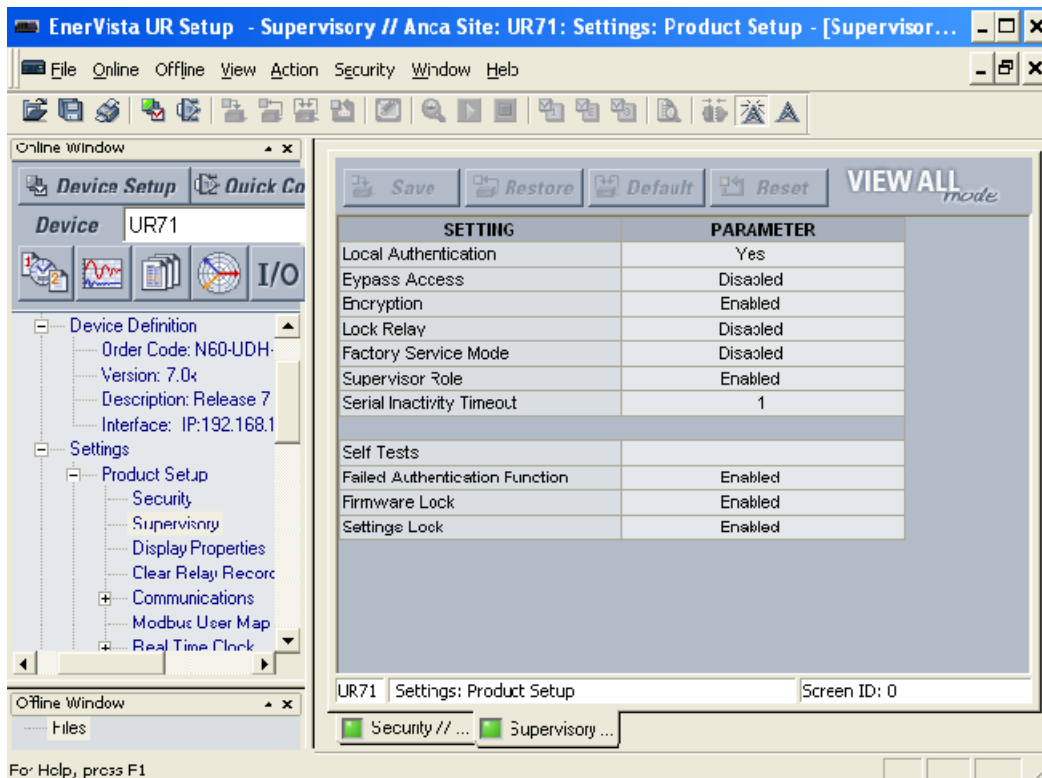 EnerVista UR Setup - Supervisory // Anca Site: UR71: Settings: Product Setup - [Supervisor...
File Online Offline View Action Security Window Help
Online Window
Device Setup Quick Co
Device UR71
I/O
Device Definition
Order Code: N60-UDH-
Version: 7.0x
Description: Release 7
Interface: IP:192.168.1
Settings
Product Setup
Security
Supervisory
Display Properties
Clear Relay Record
Communications
Modbus User Map
Real Time Clock
Offline Window
Files
Save Restore Default Reset VIEW ALL mode
SETTING PARAMETER
Local Authentication Yes
Bypass Access Disabled
Encryption Enabled
Lock Relay Disabled
Factory Service Mode Disabled
Supervisor Role Enabled
Serial Inactivity Timeout 1
Self Tests
Failed Authentication Function Enabled
Firmware Lock Enabled
Settings Lock Enabled
UR71 Settings: Product Setup Screen ID: 0
Security // ... Supervisory ...
For Help, press F1